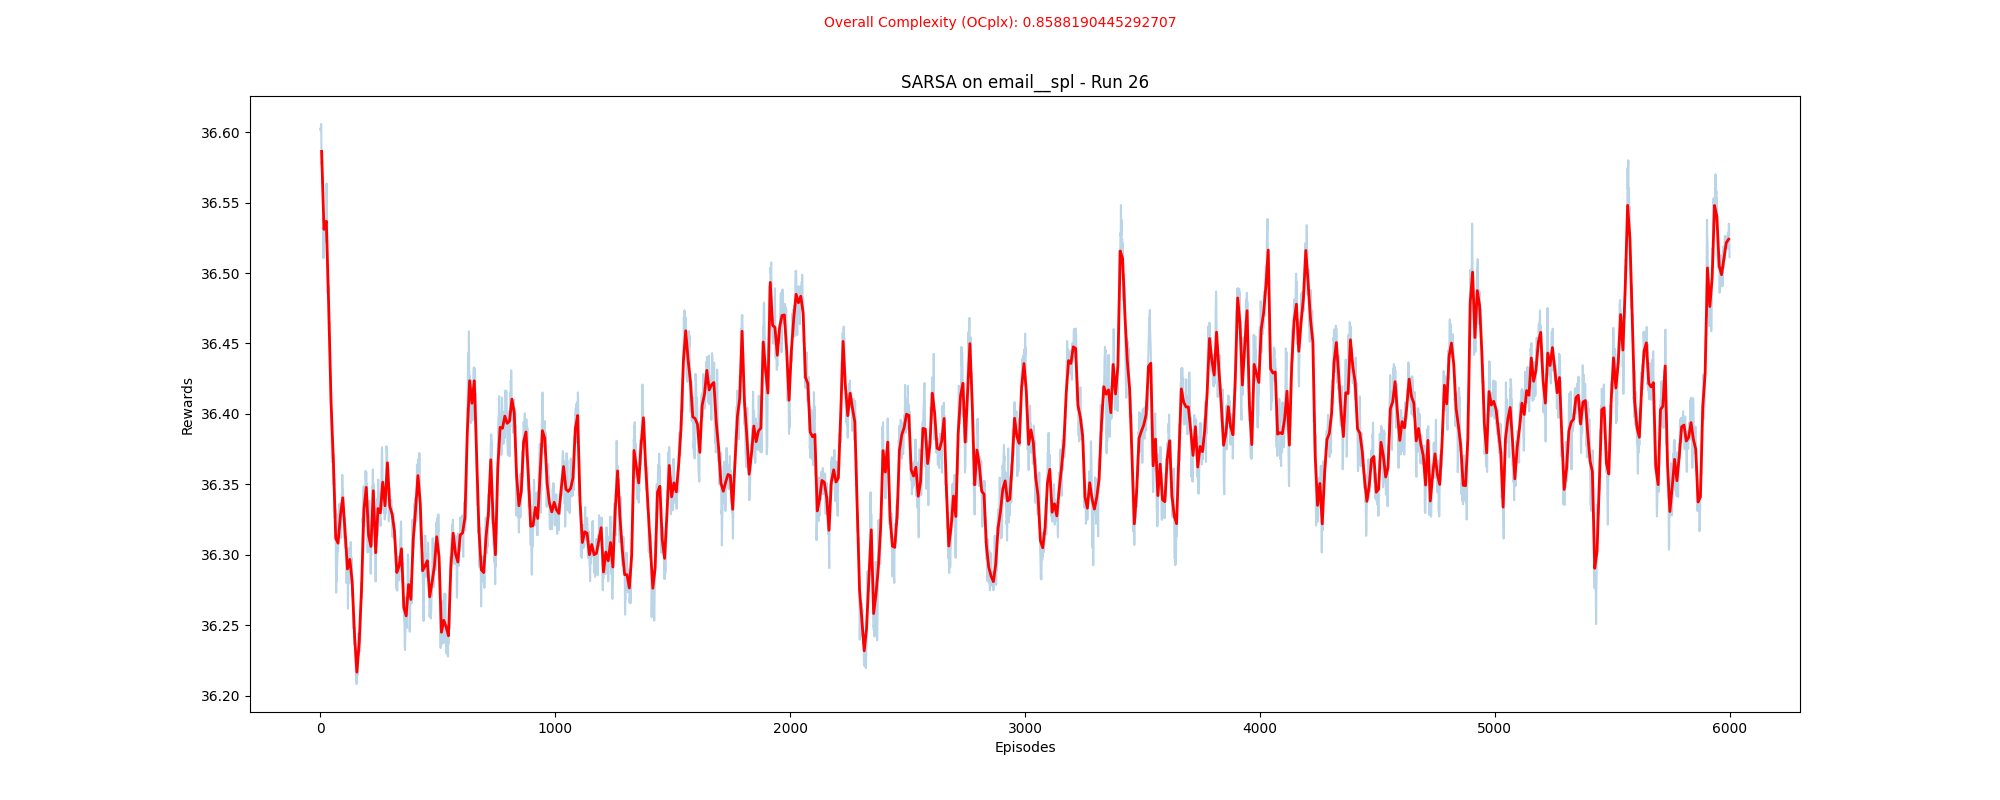 Overall Complexity (OCplx): 0.8588190445292707
SARSA on email__spl - Run 26
36.60
36.55
36.50
36.45
36.40
36.35
36.30
36.25
36.20
Rewards
0 1000 2000 3000 4000 5000 6000
Episodes